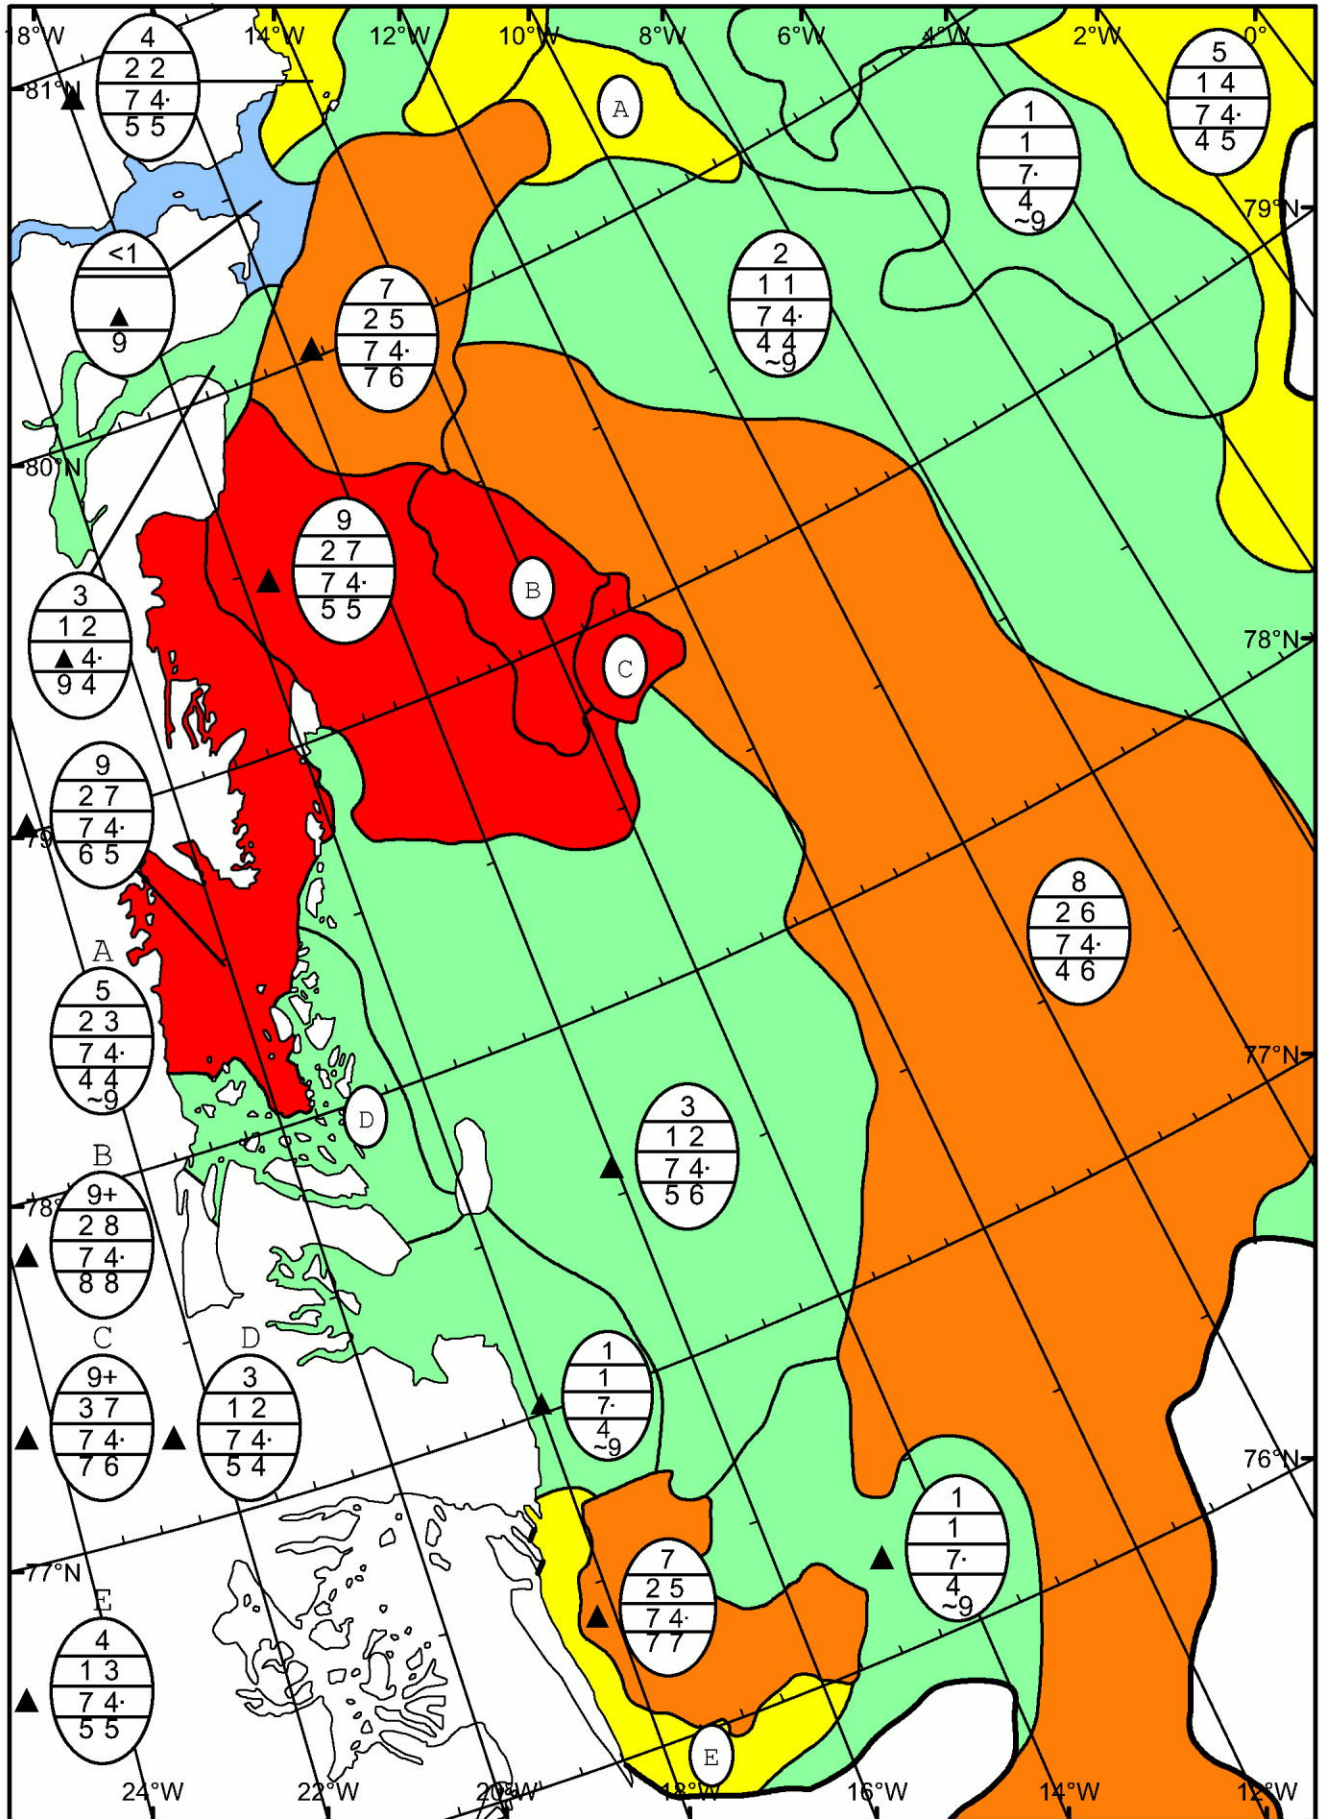 18°W
14°W
12°W
10°W
8°W
6°W
4°W
2°W
0°
81°N
4
2 2
7 4·
5 5
A
1
1
7·
4
~9
5
1 4
7 4·
4 5
79°N
<1
▲
9
7
2 5
7 4·
7 6
2
1 1
7 4·
4 4
~9
80°N
9
2 7
7 4·
5 5
B
C
78°N
3
1 2
▲ 4·
9 4
9
2 7
7 4·
6 5
79
8
2 6
7 4·
4 6
A
5
2 3
7 4·
4 4
~9
77°N
D
3
1 2
7 4·
5 6
B
9+
2 8
7 4·
8 8
78°
C
9+
3 7
7 4·
7 6
D
3
1 2
7 4·
5 4
1
1
7·
4
~9
76°N
1
1
7·
4
~9
77°N
7
2 5
7 4·
7 7
E
4
1 3
7 4·
5 5
E
24°W
22°W
20°W
18°W
16°W
14°W
12°W